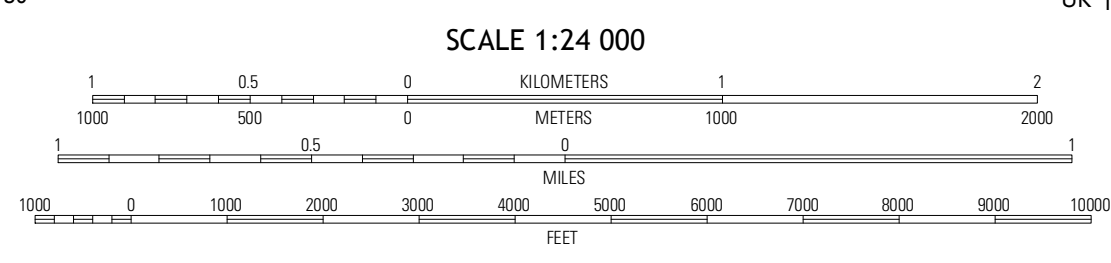 SCALE 1:24 000
1 0.5 0 KILOMETERS 1 2
1000 500 0 METERS 1000 2000
1 0.5 0 1
MILES
1000 0 1000 2000 3000 4000 5000 6000 7000 8000 9000 10000
FEET